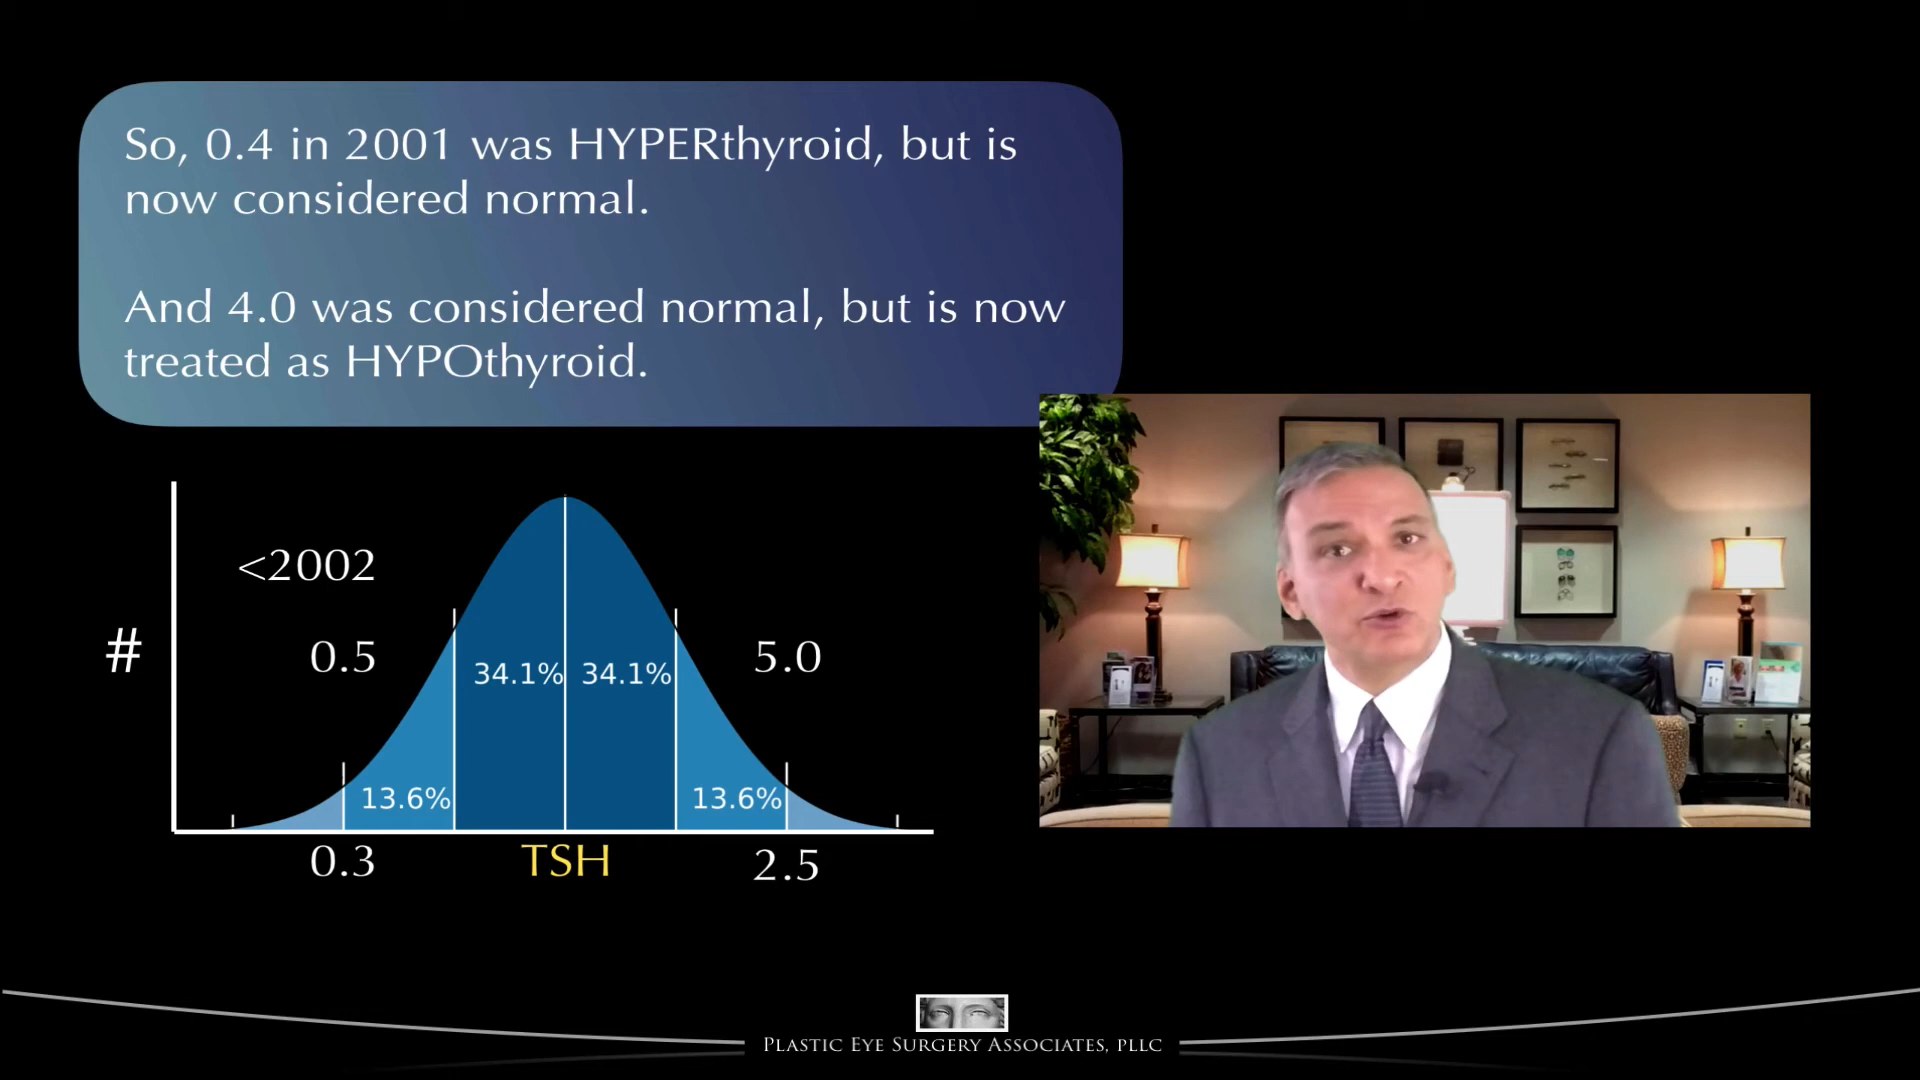 So, 0.4 in 2001 was HYPERthyroid, but is
now considered normal.
And 4.0 was considered normal, but is now
treated as HYPOthyroid.
<2002
0.5
5.0
#
34.1%
34.1%
13.6%
13.6%
0.3
TSH
2.5
PLASTIC EYE SURGERY ASSOCIATES, PLLC